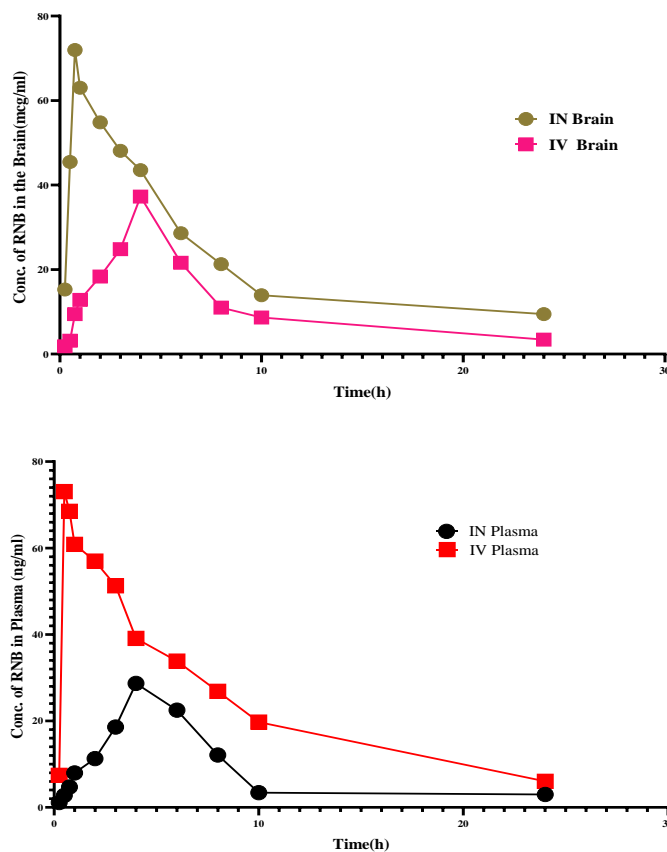 80
60
40
20
0
Conc. of RNB in the Brain(mcg/ml)
IN Brain
IV Brain
0
10
20
30
Time(h)
80
60
40
20
0
Conc. of RNB in Plasma (ng/ml)
IN Plasma
IV Plasma
0
10
20
3
Time(h)